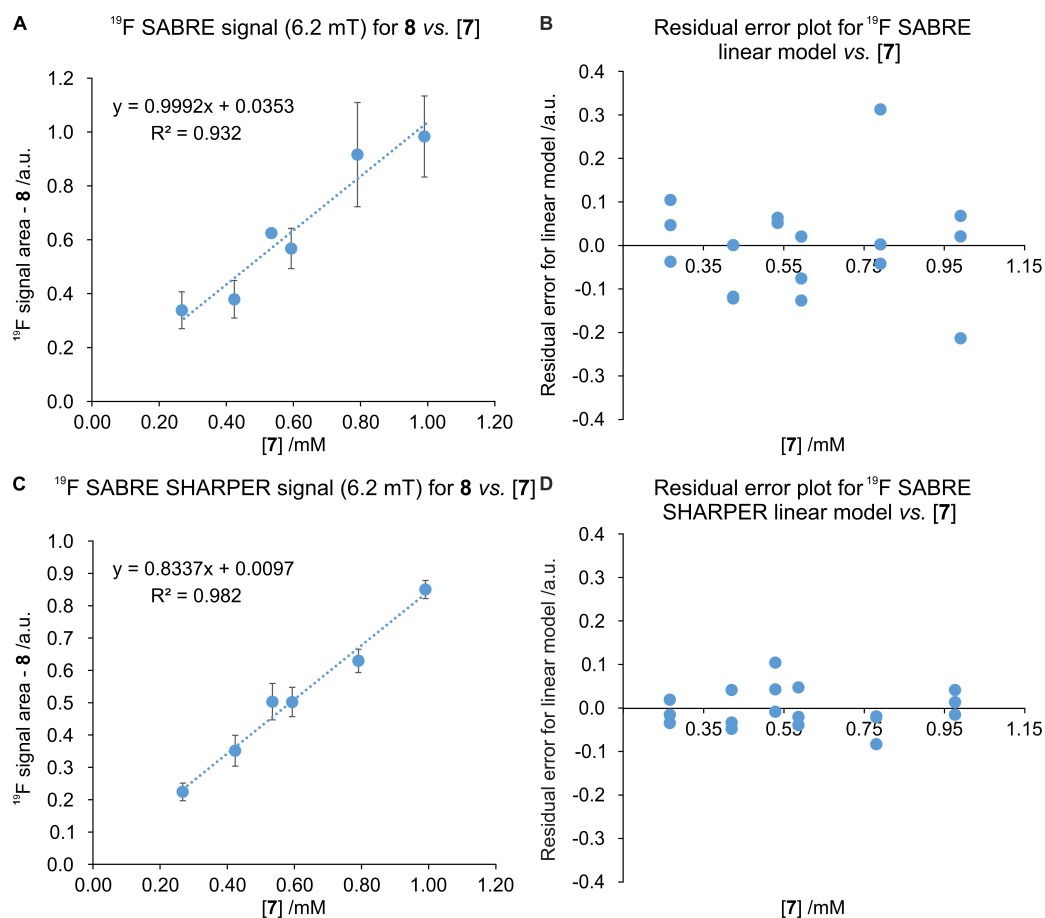 A
¹⁹F SABRE signal (6.2 mT) for 8 vs. [7]
1.2
1.0
0.8
0.6
0.4
0.2
0.0
y = 0.9992x + 0.0353
R² = 0.932
¹⁹F signal area - 8 /a.u.
0.00 0.20 0.40 0.60 0.80 1.00 1.20
[7] /mM
B
Residual error plot for ¹⁹F SABRE
linear model vs. [7]
0.4
0.3
0.2
0.1
0.0
-0.1
-0.2
-0.3
-0.4
Residual error for linear model /a.u.
0.35 0.55 0.75 0.95 1.15
[7] /mM
C
¹⁹F SABRE SHARPER signal (6.2 mT) for 8 vs. [7]
1.0
0.9
0.8
0.7
0.6
0.5
0.4
0.3
0.2
0.1
0.0
y = 0.8337x + 0.0097
R² = 0.982
¹⁹F signal area - 8 /a.u.
0.00 0.20 0.40 0.60 0.80 1.00 1.20
[7] /mM
D
Residual error plot for ¹⁹F SABRE
SHARPER linear model vs. [7]
0.4
0.3
0.2
0.1
0.0
-0.1
-0.2
-0.3
-0.4
Residual error for linear model /a.u.
0.35 0.55 0.75 0.95 1.15
[7] /mM